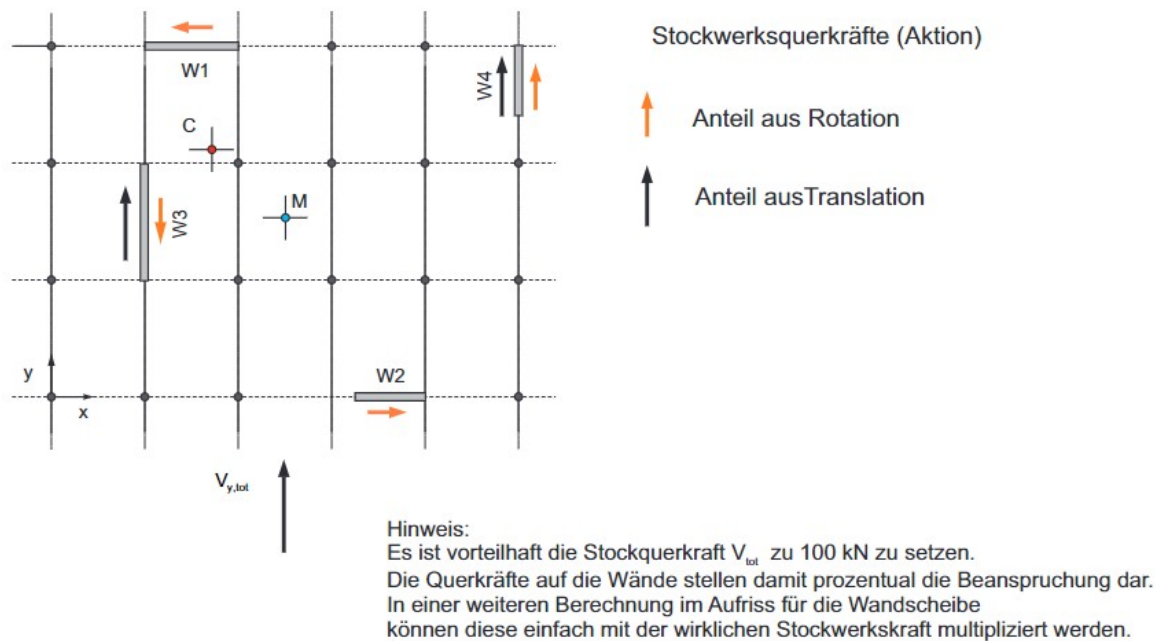 Stockwerksquerkräfte (Aktion)
W1
W4
C
Anteil aus Rotation
M
Anteil ausTranslation
W3
y
x
W2
Vy,tot
Hinweis:
Es ist vorteilhaft die Stockquerkraft Vtot zu 100 kN zu setzen.
Die Querkräfte auf die Wände stellen damit prozentual die Beanspruchung dar.
In einer weiteren Berechnung im Aufriss für die Wandscheibe
können diese einfach mit der wirklichen Stockwerkskraft multipliziert werden.